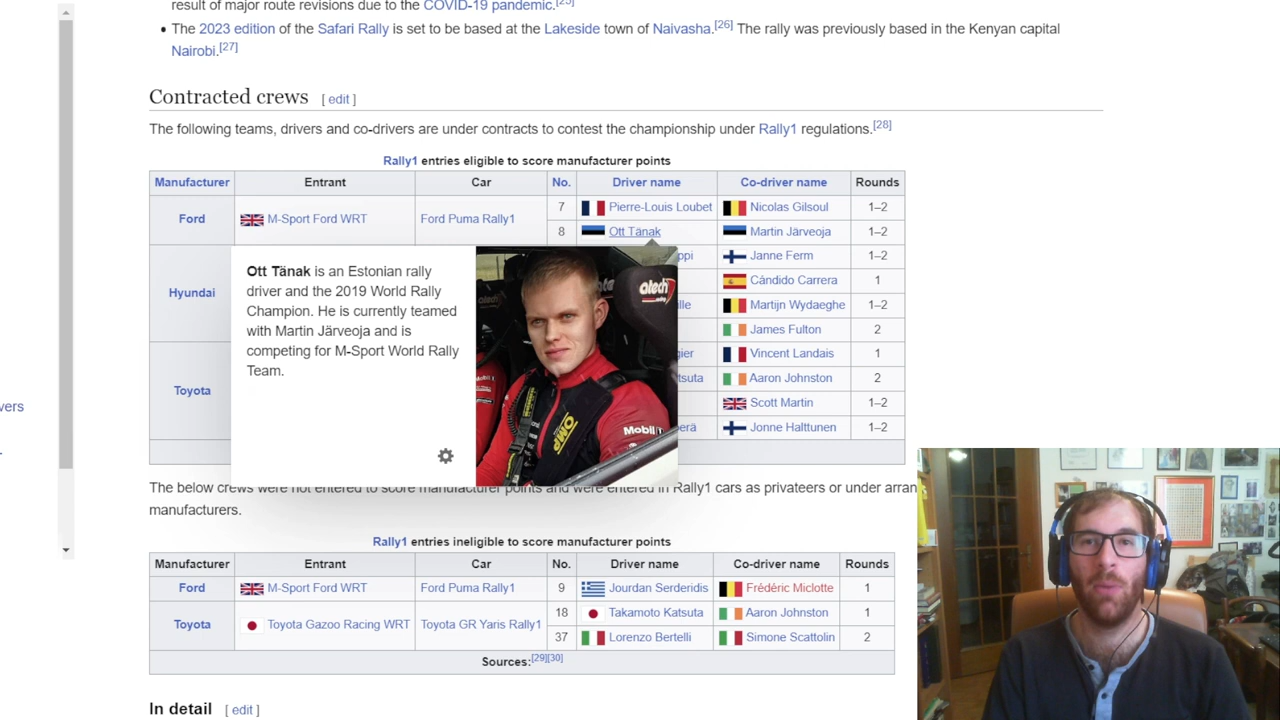 result of major route revisions due to the COVID-19 pandemic.[25]
• The 2023 edition of the Safari Rally is set to be based at the Lakeside town of Naivasha.[26] The rally was previously based in the Kenyan capital
Nairobi.[27]
Contracted crews [ edit ]
The following teams, drivers and co-drivers are under contracts to contest the championship under Rally1 regulations.[28]
Rally1 entries eligible to score manufacturer points
Manufacturer Entrant Car No. Driver name Co-driver name Rounds
Ford M-Sport Ford WRT Ford Puma Rally1 7 Pierre-Louis Loubet Nicolas Gilsoul 1–2
8 Ott Tänak Martin Järveoja 1–2
Hyundai ppi Janne Ferm 1–2
Cándido Carrera 1
lle Martijn Wydaeghe 1–2
James Fulton 2
Toyota gier Vincent Landais 1
tsuta Aaron Johnston 2
Scott Martin 1–2
erä Jonne Halttunen 1–2
Ott Tänak is an Estonian rally
driver and the 2019 World Rally
Champion. He is currently teamed
with Martin Järveoja and is
competing for M-Sport World Rally
Team.
alech
OMP
Mobil 1
The below crews were not entered to score manufacturer points and were entered in Rally1 cars as privateers or under arran
manufacturers.
Rally1 entries ineligible to score manufacturer points
Manufacturer Entrant Car No. Driver name Co-driver name Rounds
Ford M-Sport Ford WRT Ford Puma Rally1 9 Jourdan Serderidis Frédéric Miclotte 1
Toyota Toyota Gazoo Racing WRT Toyota GR Yaris Rally1 18 Takamoto Katsuta Aaron Johnston 1
37 Lorenzo Bertelli Simone Scattolin 2
Sources:[29][30]
In detail [ edit ]
vers